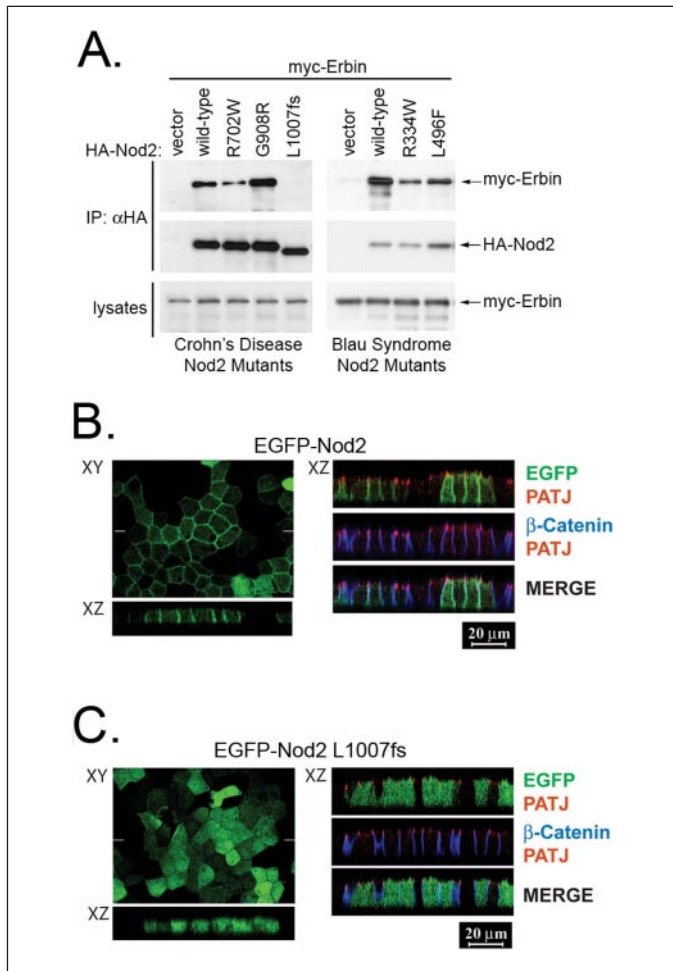 A.
myc-Erbin
HA-Nod2:
vector
wild-type
R702W
G908R
L1007fs
vector
wild-type
R334W
L496F
IP: αHA
myc-Erbin
HA-Nod2
lysates
myc-Erbin
Crohn's Disease
Nod2 Mutants
Blau Syndrome
Nod2 Mutants
B.
EGFP-Nod2
XY
XZ
XZ
EGFP
PATJ
β-Catenin
PATJ
MERGE
20 μm
C.
EGFP-Nod2 L1007fs
XY
XZ
XZ
EGFP
PATJ
β-Catenin
PATJ
MERGE
20 μm